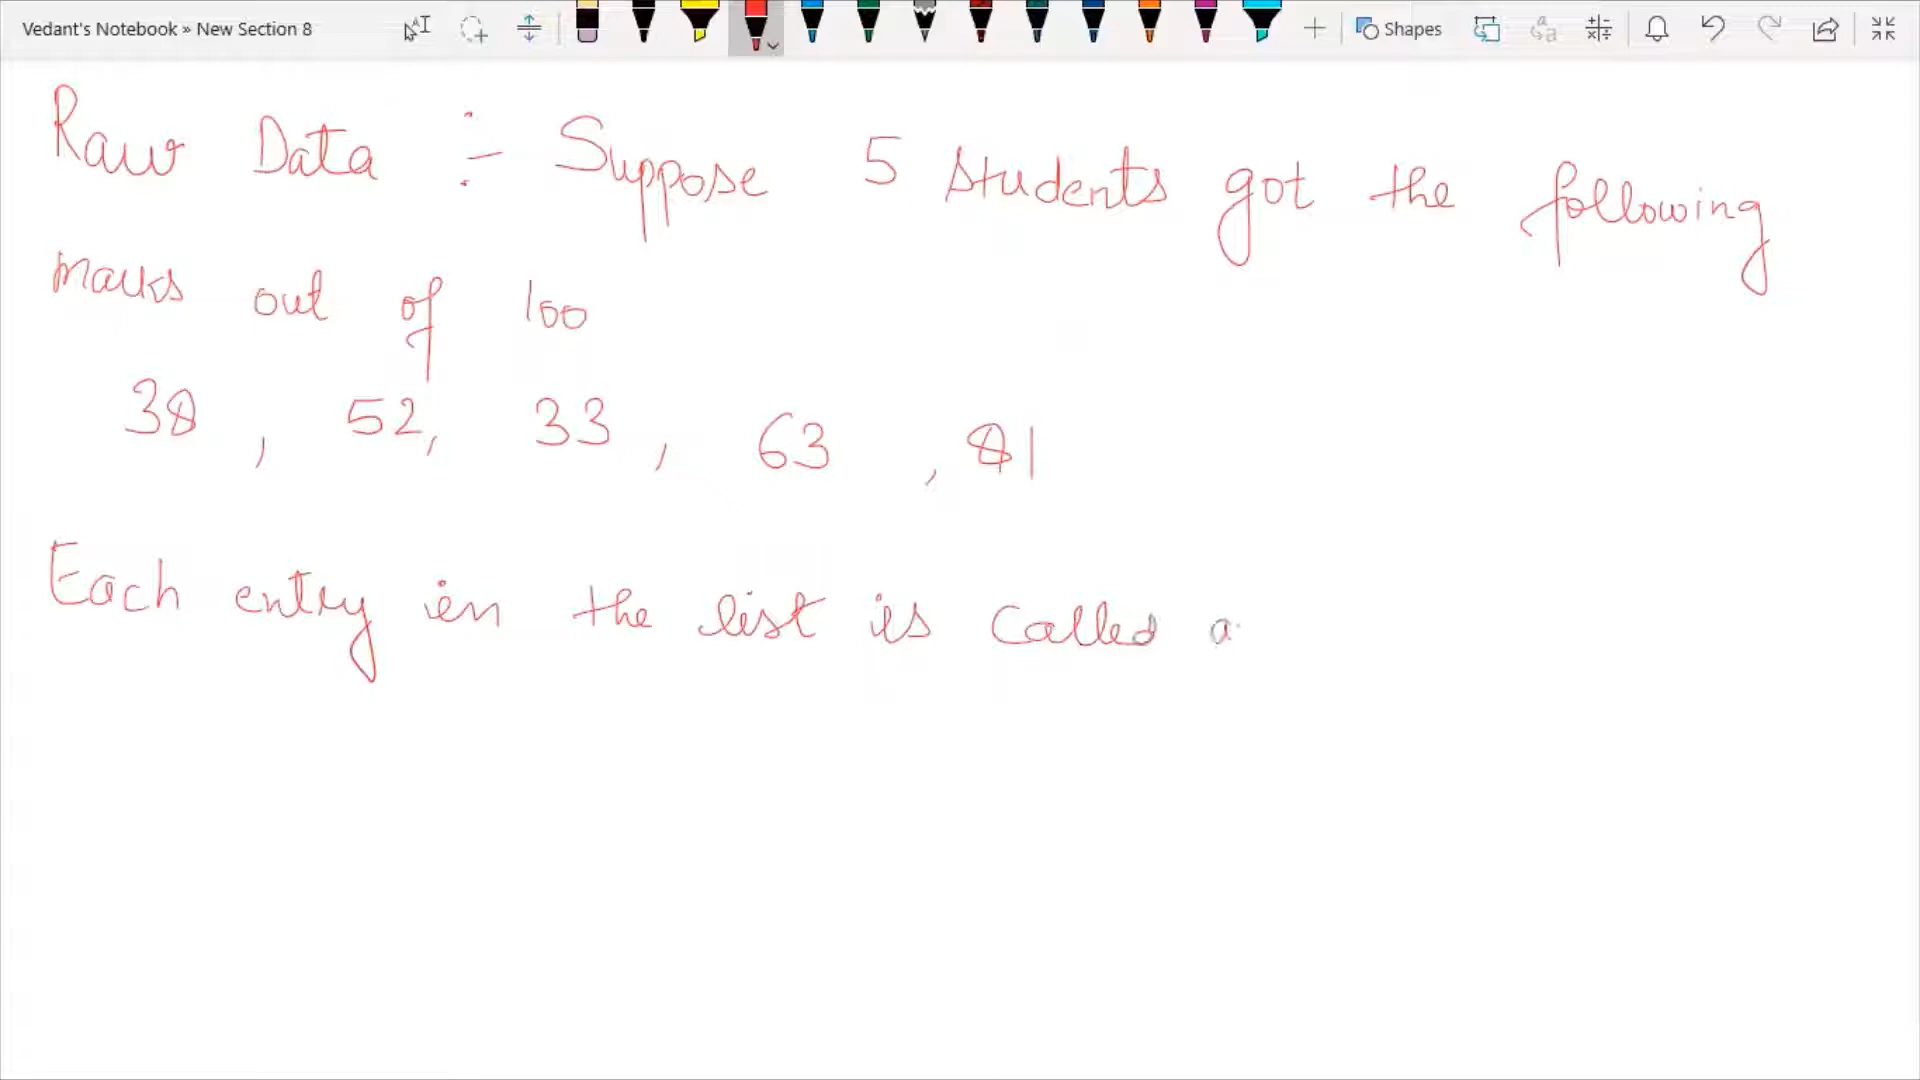 Vedant's Notebook » New Section 8
Shapes
Raw Data :- Suppose 5 students got the following
marks out of 100
38 , 52, 33 , 63 , 81
Each entry in the list is called a